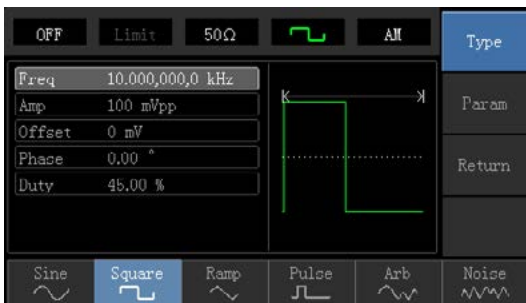 OFF Limit 50Ω AM Type
Freq 10.000,000,0 kHz
Amp 100 mVpp
Param
Offset 0 mV
Phase 0.00 °
Return
Duty 45.00 %
Sine Square Ramp Pulse Arb Noise